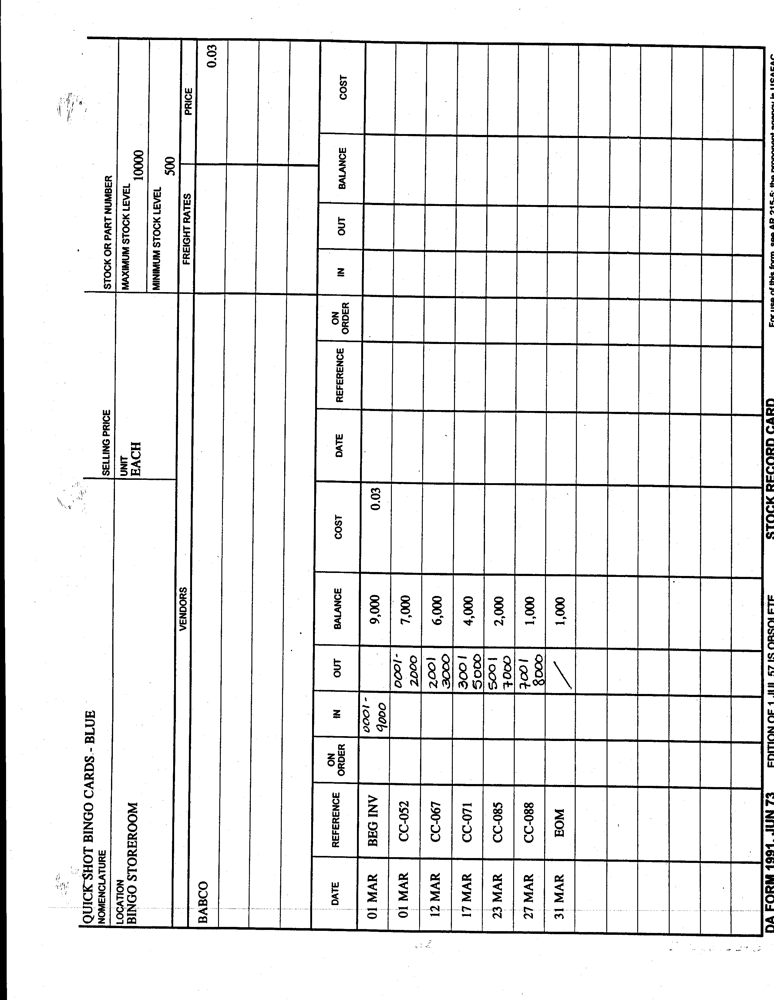 QUICK SHOT BINGO CARDS - BLUE
NOMENCLATURE
SELLING PRICE
STOCK OR PART NUMBER
LOCATION
BINGO STOREROOM
UNIT
EACH
MAXIMUM STOCK LEVEL
10000
MINIMUM STOCK LEVEL
500
VENDORS FREIGHT RATES PRICE
BABCO 0.03
DATE REFERENCE ON ORDER IN OUT BALANCE COST DATE REFERENCE ON ORDER IN OUT BALANCE COST
01 MAR BEG INV 0001- 9000 9,000 0.03
01 MAR CC-052 0001- 2000 7,000
12 MAR CC-067 2001 3000 6,000
17 MAR CC-071 3001 5000 4,000
23 MAR CC-085 5001 7000 2,000
27 MAR CC-088 7001 8000 1,000
31 MAR EOM / 1,000
DA FORM 1991, JUN 73 EDITION OF 1 JUL 57 IS OBSOLETE STOCK RECORD CARD For use of this form, see AR 215-5; the proponent agency is USAFAC